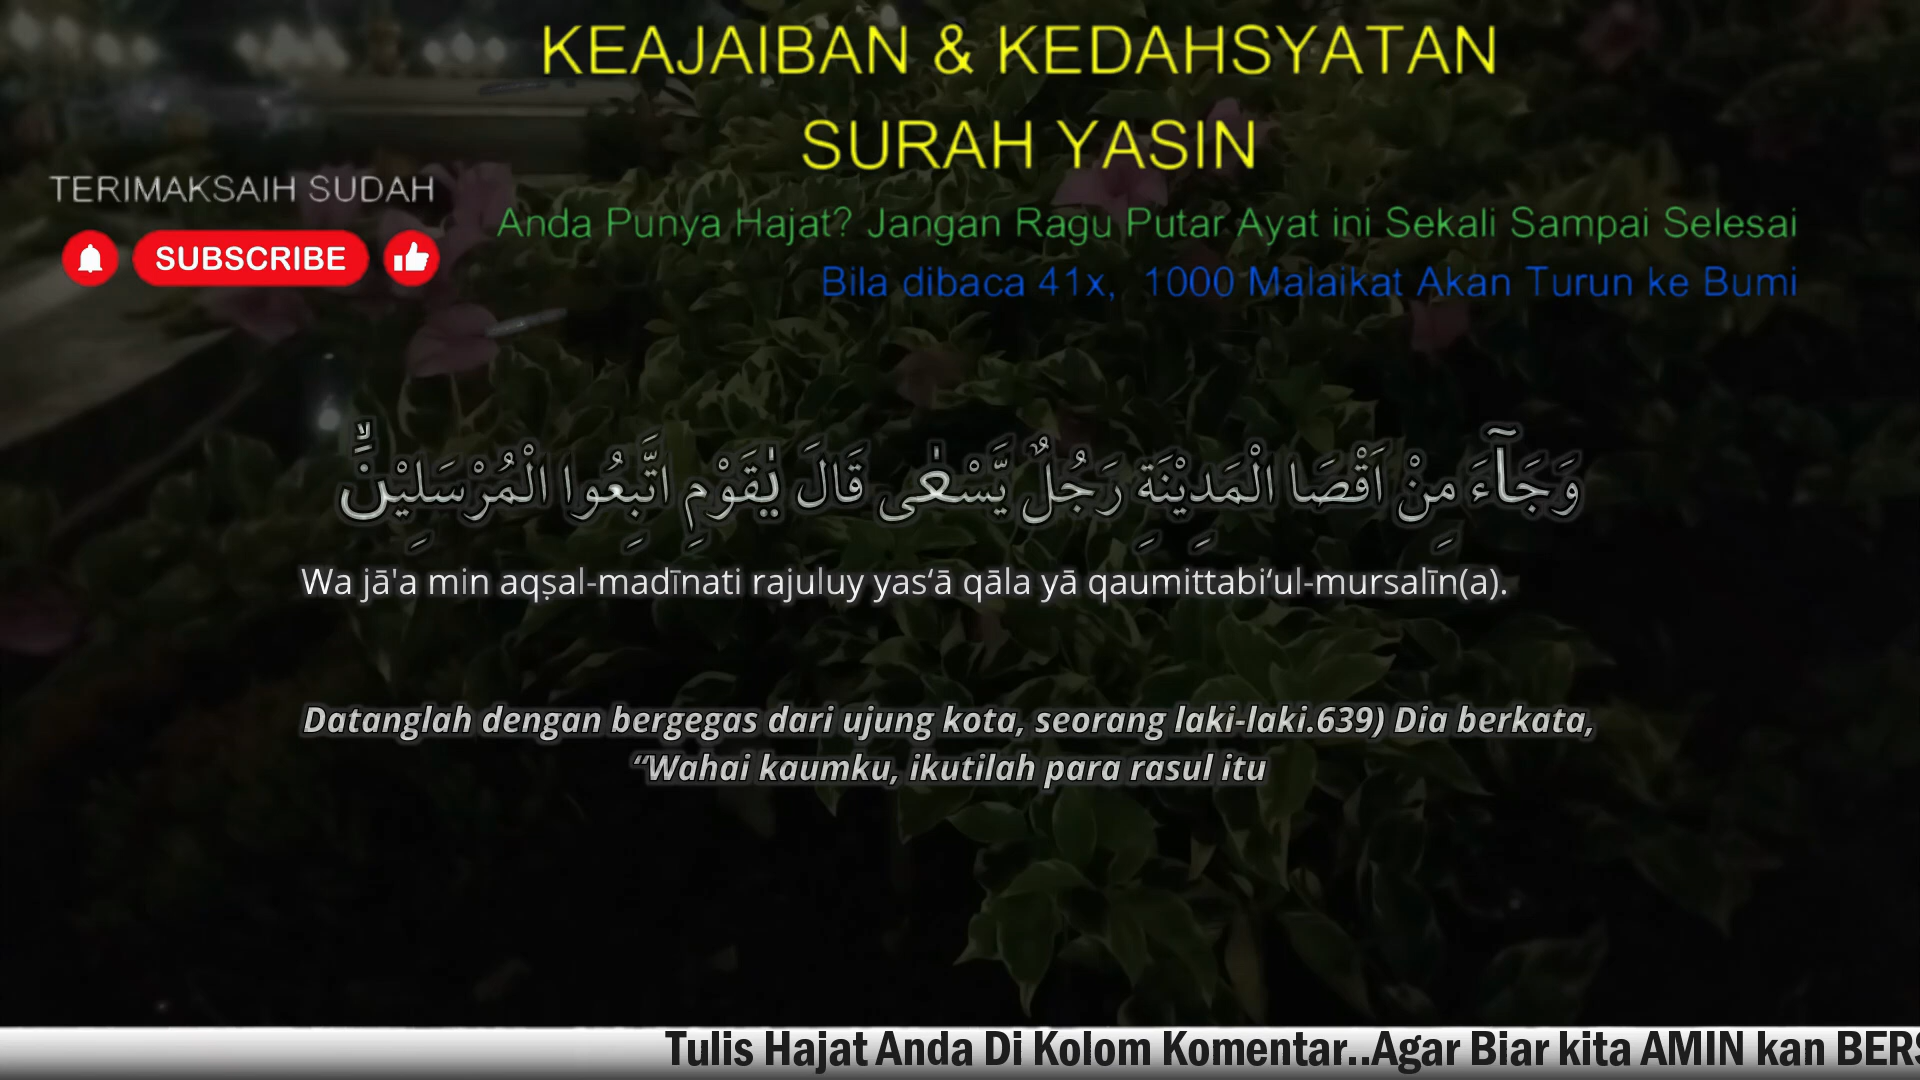 KEAJAIBAN & KEDAHSYATAN
SURAH YASIN
TERIMAKSAIH SUDAH
SUBSCRIBE
Anda Punya Hajat? Jangan Ragu Putar Ayat ini Sekali Sampai Selesai
Bila dibaca 41x, 1000 Malaikat Akan Turun ke Bumi
وَجَاۤءَ مِنْ اَقْصَا الْمَدِيْنَةِ رَجُلٌ يَّسْعٰى قَالَ يٰقَوْمِ اتَّبِعُوا الْمُرْسَلِيْنَۙ
Wa jā'a min aqṣal-madīnati rajuluy yas‘ā qāla yā qaumittabi‘ul-mursalīn(a).
Datanglah dengan bergegas dari ujung kota, seorang laki-laki.639) Dia berkata,
“Wahai kaumku, ikutilah para rasul itu
Tulis Hajat Anda Di Kolom Komentar..Agar Biar kita AMIN kan